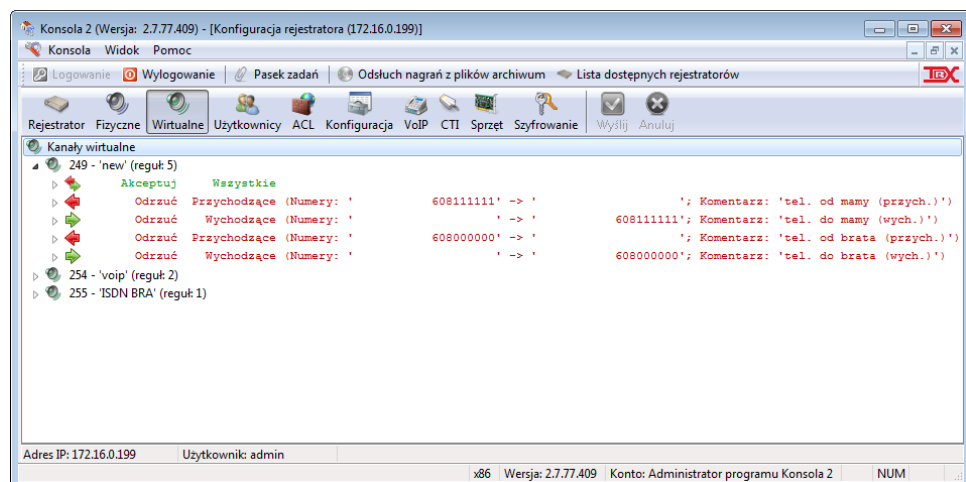 Konsola 2 (Wersja: 2.7.77.409) - [Konfiguracja rejestratora (172.16.0.199)]
Konsola Widok Pomoc
Logowanie Wylogowanie Pasek zadań Odsłuch nagrań z plików archiwum Lista dostępnych rejestratorów TRX
Rejestrator Fizyczne Wirtualne Użytkownicy ACL Konfiguracja VoIP CTI Sprzęt Szyfrowanie Wyślij Anuluj
Kanały wirtualne
249 - 'new' (reguł: 5)
Akceptuj Wszystkie
Odrzuć Przychodzące (Numery: ' 608111111' -> ' '; Komentarz: 'tel. od mamy (przych.)')
Odrzuć Wychodzące (Numery: ' ' -> ' 608111111'; Komentarz: 'tel. do mamy (wych.)')
Odrzuć Przychodzące (Numery: ' 608000000' -> ' '; Komentarz: 'tel. od brata (przych.)')
Odrzuć Wychodzące (Numery: ' ' -> ' 608000000'; Komentarz: 'tel. do brata (wych.)')
254 - 'voip' (reguł: 2)
255 - 'ISDN BRA' (reguł: 1)
Adres IP: 172.16.0.199 Użytkownik: admin
x86 Wersja: 2.7.77.409 Konto: Administrator programu Konsola 2 NUM